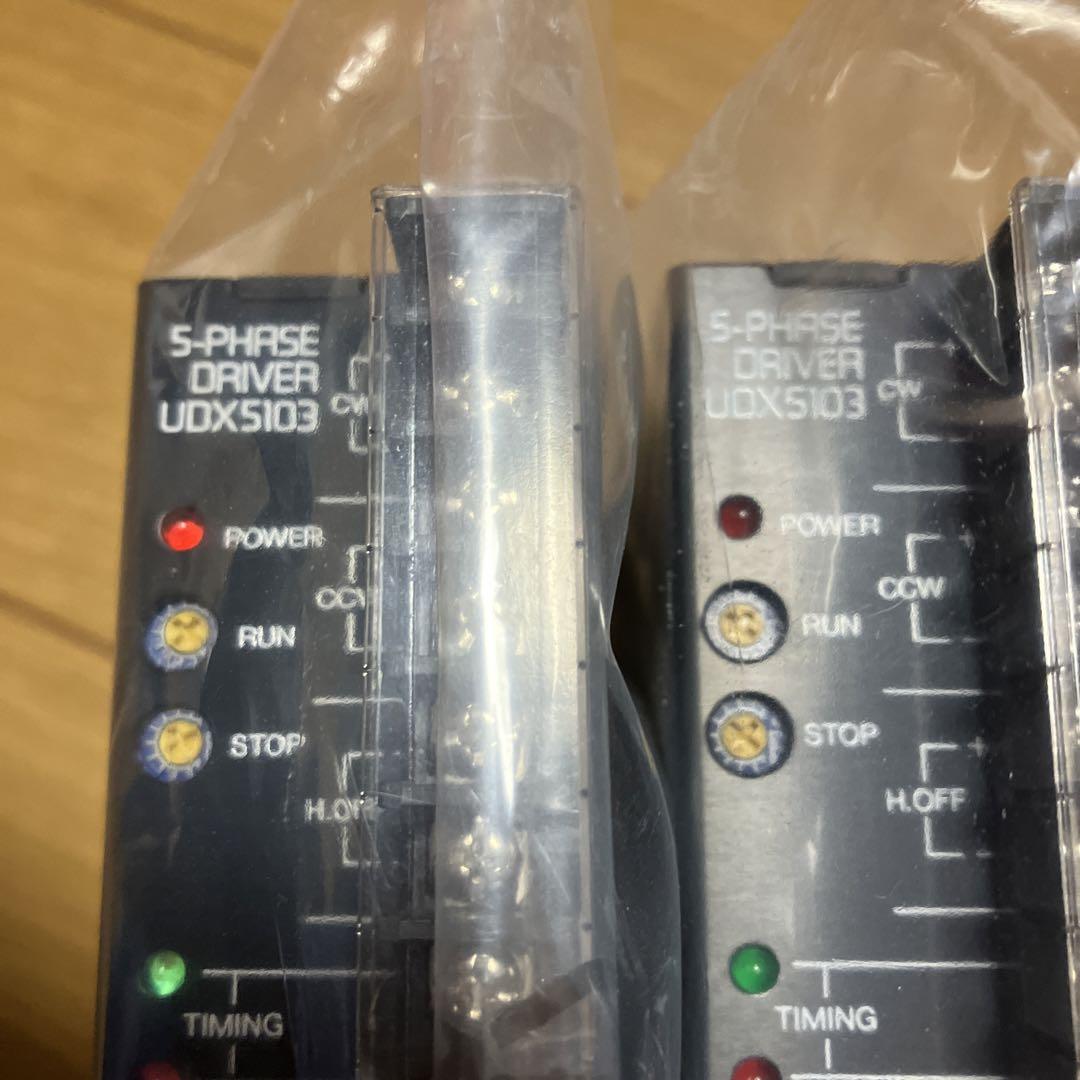 5-PHASE
DRIVER
UDX5103
CW
POWER
CCW
RUN
STOP
H.OFF
TIMING
5-PHASE
DRIVER
UDX5103
+
CW
-
POWER
+
CCW
-
RUN
STOP
+
H.OFF
-
TIMING